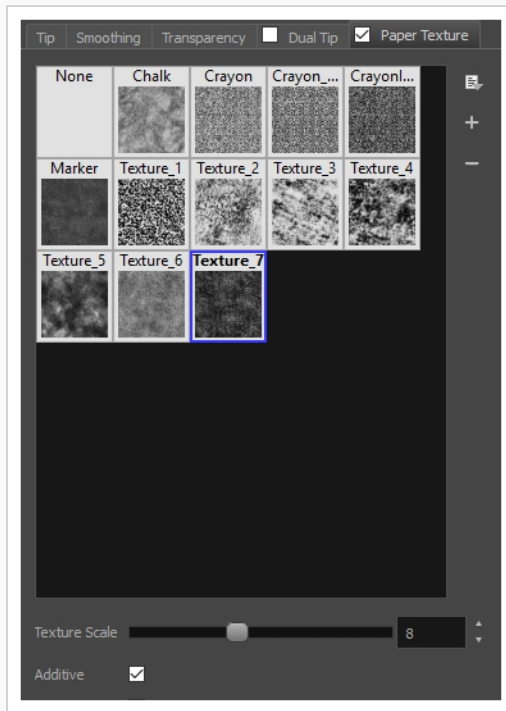 Tip Smoothing Transparency Dual Tip Paper Texture
None Chalk Crayon Crayon_... Crayonl...
Marker Texture_1 Texture_2 Texture_3 Texture_4
Texture_5 Texture_6 Texture_7
Texture Scale 8
Additive